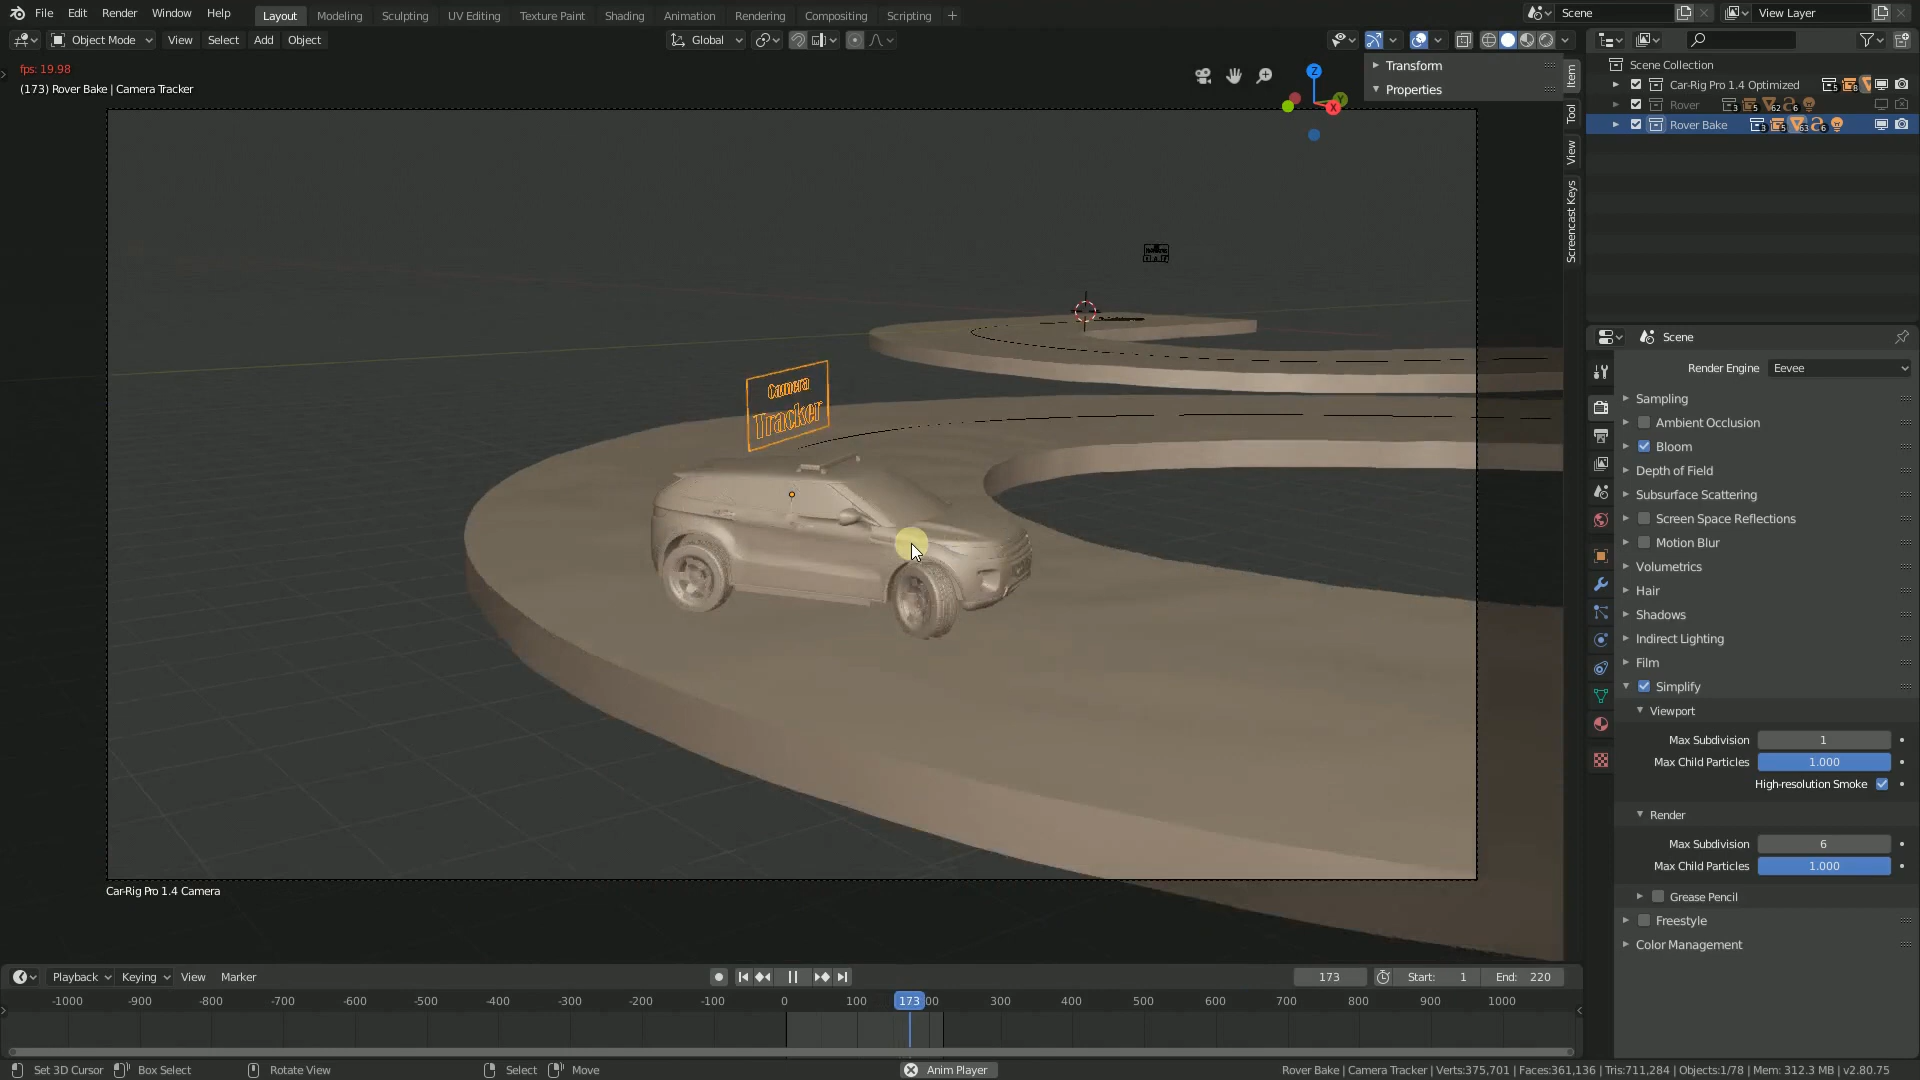 File Edit Render Window Help Layout Modeling Sculpting UV Editing Texture Paint Shading Animation Rendering Compositing Scripting + Scene View Layer
Object Mode View Select Add Object Global
fps: 19.98
(173) Rover Bake | Camera Tracker
Z
Y
X
Transform
Properties
Item
Tool
View
Screencast Keys
Camera
Tracker
Car-Rig Pro 1.4 Camera
Scene Collection
Car-Rig Pro 1.4 Optimized
Rover
Rover Bake
Scene
Render Engine Eevee
Sampling
Ambient Occlusion
Bloom
Depth of Field
Subsurface Scattering
Screen Space Reflections
Motion Blur
Volumetrics
Hair
Shadows
Indirect Lighting
Film
Simplify
Viewport
Max Subdivision 1
Max Child Particles 1.000
High-resolution Smoke
Render
Max Subdivision 6
Max Child Particles 1.000
Grease Pencil
Freestyle
Color Management
Playback Keying View Marker 173 Start: 1 End: 220
-1000 -900 -800 -700 -600 -500 -400 -300 -200 -100 0 100 173 00 300 400 500 600 700 800 900 1000
Set 3D Cursor Box Select Rotate View Select Move Anim Player Rover Bake | Camera Tracker | Verts:375,701 | Faces:361,136 | Tris:711,284 | Objects:1/78 | Mem: 312.3 MB | v2.80.75